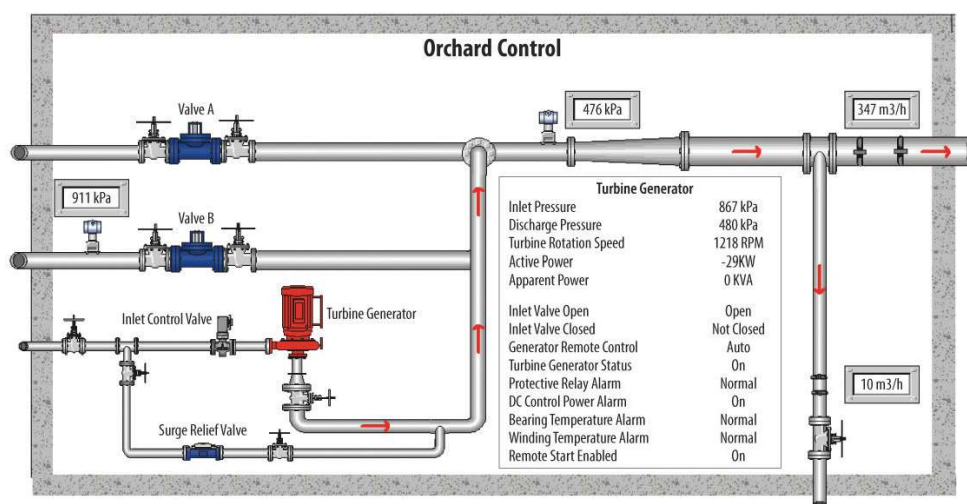 Orchard Control
Valve A
476 kPa
347 m3/h
911 kPa
Valve B
Inlet Control Valve
Turbine Generator
Surge Relief Valve
10 m3/h
Turbine Generator
Inlet Pressure 867 kPa
Discharge Pressure 480 kPa
Turbine Rotation Speed 1218 RPM
Active Power -29KW
Apparent Power 0 KVA
Inlet Valve Open Open
Inlet Valve Closed Not Closed
Generator Remote Control Auto
Turbine Generator Status On
Protective Relay Alarm Normal
DC Control Power Alarm On
Bearing Temperature Alarm Normal
Winding Temperature Alarm Normal
Remote Start Enabled On